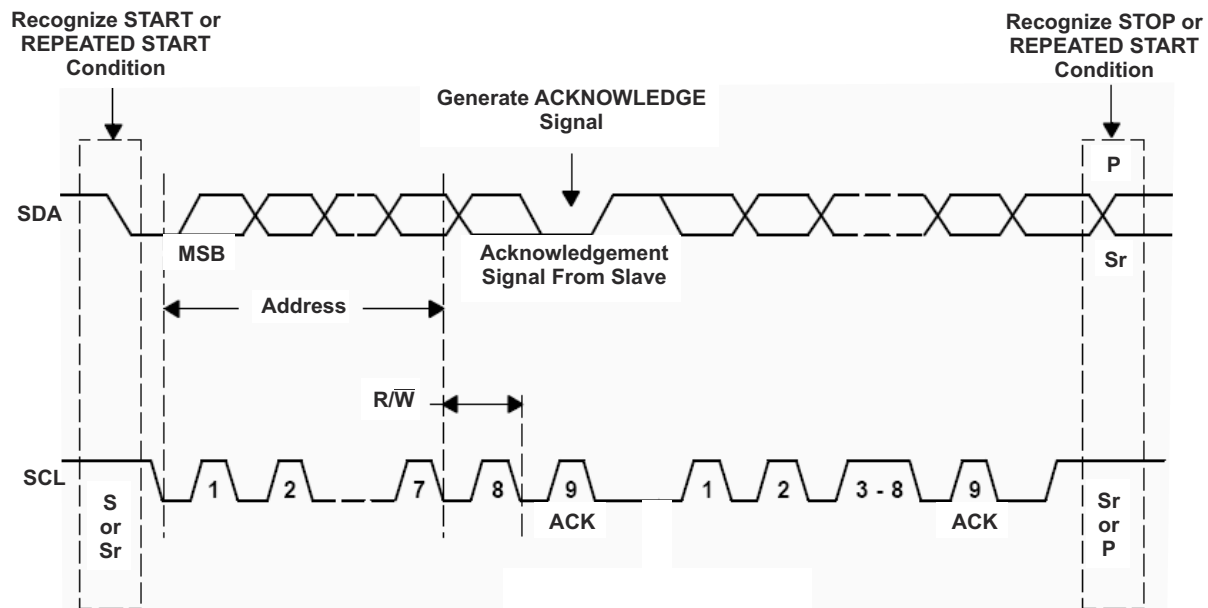 Recognize START or
REPEATED START
Condition
Recognize STOP or
REPEATED START
Condition
Generate ACKNOWLEDGE
Signal
P
SDA
MSB
Acknowledgement
Signal From Slave
Sr
Address
R/W̅
SCL
1
2
7
8
9
1
2
3 - 8
9
ACK
ACK
S
or
Sr
Sr
or
P